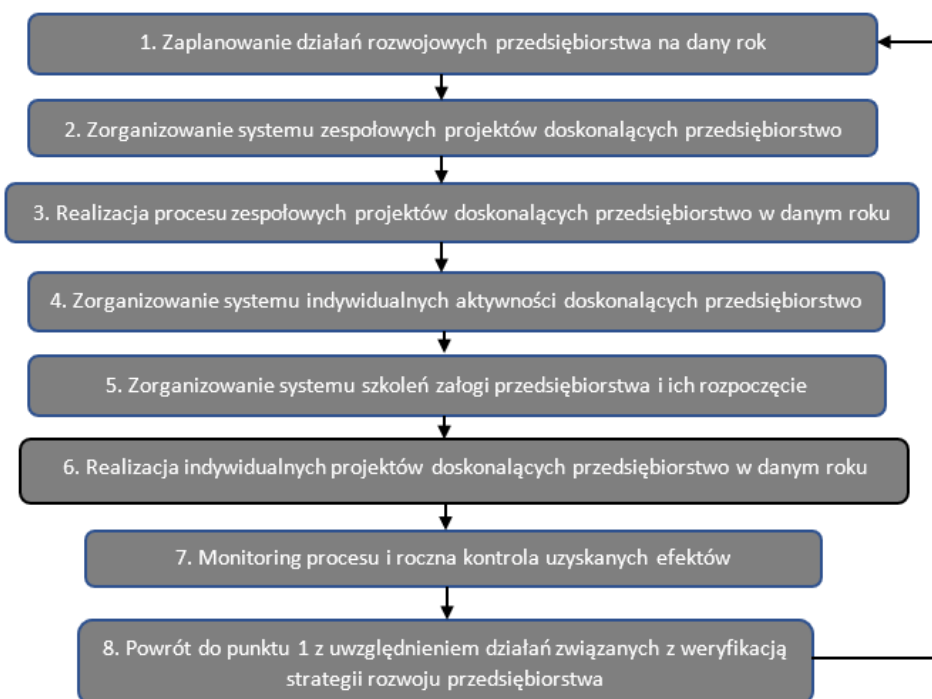 1. Zaplanowanie działań rozwojowych przedsiębiorstwa na dany rok
2. Zorganizowanie systemu zespołowych projektów doskonalących przedsiębiorstwo
3. Realizacja procesu zespołowych projektów doskonalących przedsiębiorstwo w danym roku
4. Zorganizowanie systemu indywidualnych aktywności doskonalących przedsiębiorstwo
5. Zorganizowanie systemu szkoleń załogi przedsiębiorstwa i ich rozpoczęcie
6. Realizacja indywidualnych projektów doskonalących przedsiębiorstwo w danym roku
7. Monitoring procesu i roczna kontrola uzyskanych efektów
8. Powrót do punktu 1 z uwzględnieniem działań związanych z weryfikacją
strategii rozwoju przedsiębiorstwa